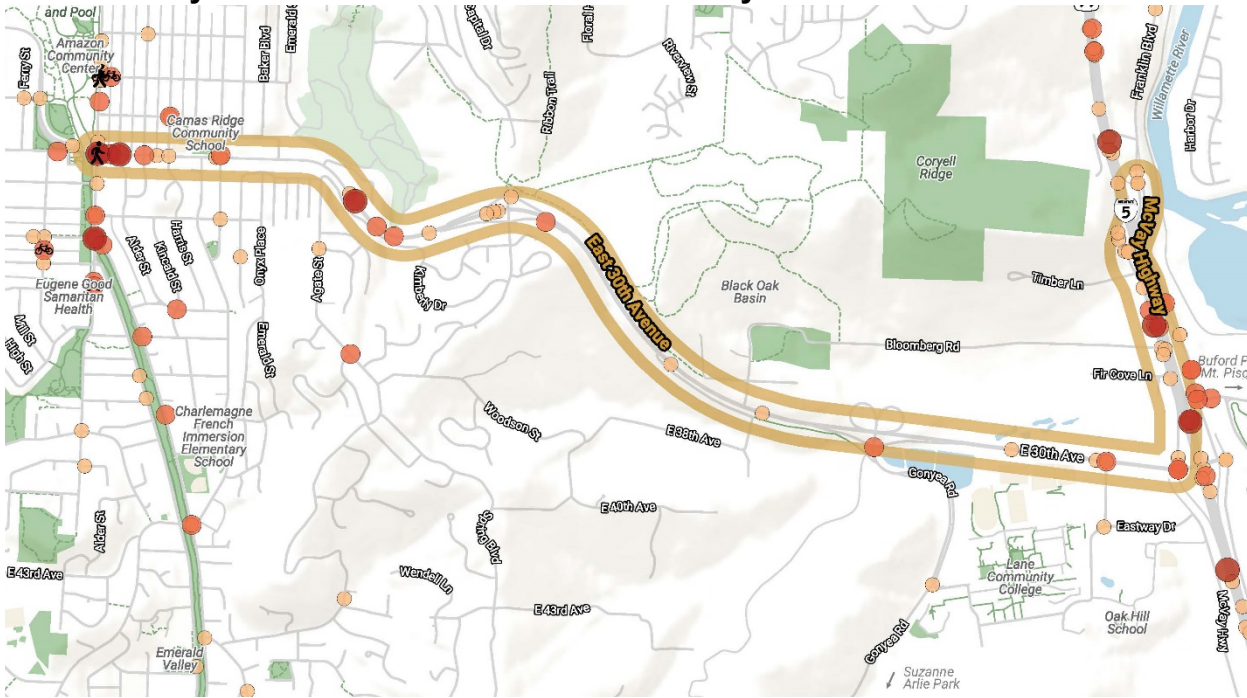 and Pool
Amazon
Community
Center
Ferry St
Baker Blvd
Emerald St
Capital Dr
Ribbon Trail
Riverview St
Franklin Blvd
Willamette River
Harbor Dr
Camas Ridge
Community
School
Coryell
Ridge
5
McVay Highway
Alder St
Kincaid St
Harris St
Onyx Place
Agate St
Kimberly Dr
East 30th Avenue
Black Oak
Basin
Timber Ln
Eugene Good
Samaritan
Health
Mill St
High St
Emerald St
Bloomberg Rd
Fir Cove Ln
Buford P
Mt. Pisg
Charlemagne
French
Immersion
Elementary
School
Woodson St
E 38th Ave
E 30th Ave
Gonyea Rd
Alder St
E 40th Ave
Spring Blvd
Eastway Dr
E 43rd Ave
Wendell Ln
E 43rd Ave
Lane
Community
College
Oak Hill
School
McVay Hwy
Emerald
Valley
Gonyea Rd
Suzanne
Arlie Park